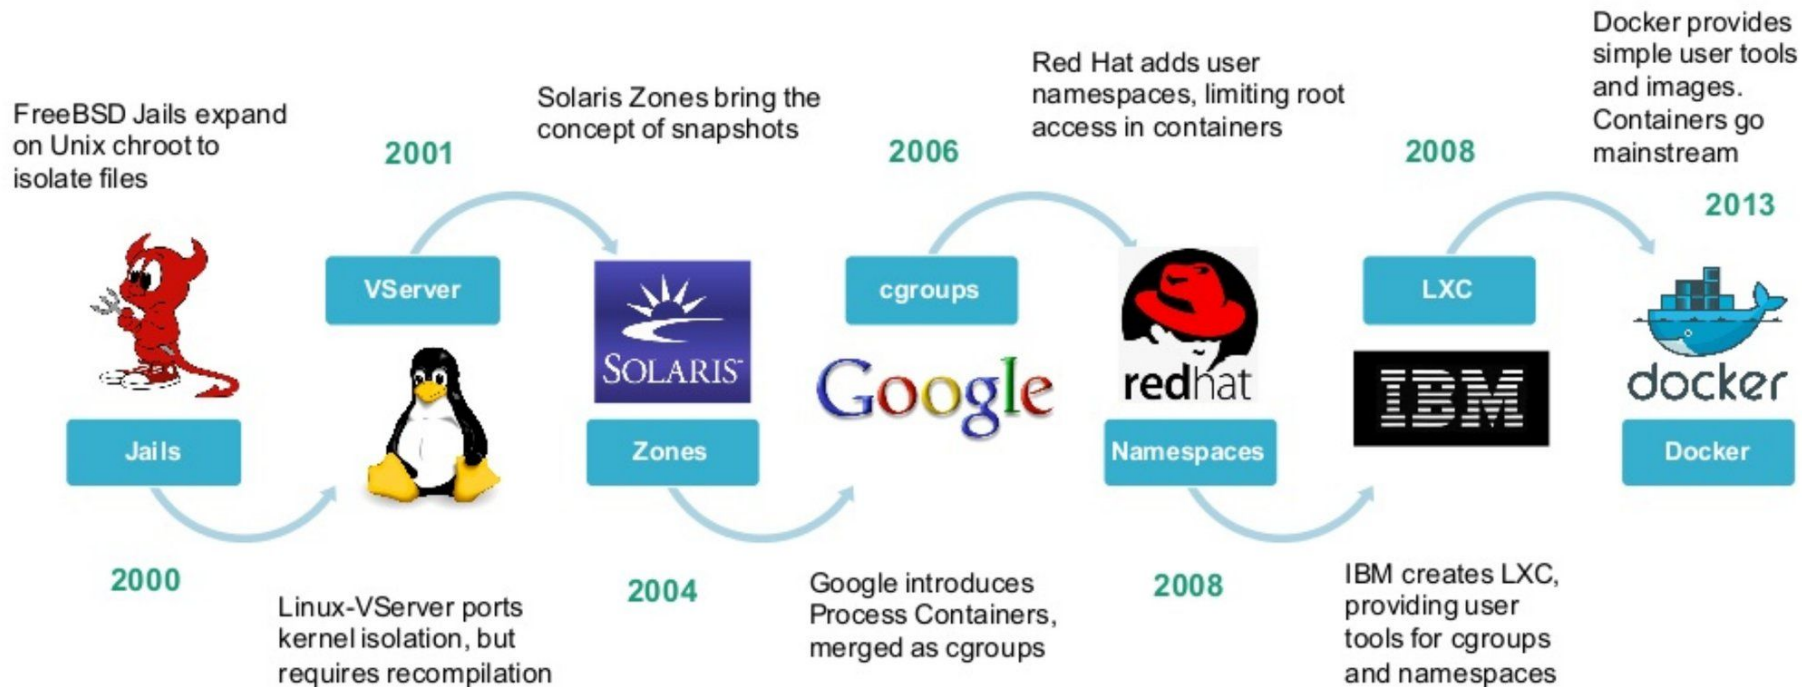 FreeBSD Jails expand
on Unix chroot to
isolate files
Jails
2000
2001
VServer
Linux-VServer ports
kernel isolation, but
requires recompilation
Solaris Zones bring the
concept of snapshots
SOLARIS™
Zones
2004
2006
cgroups
Google
Google introduces
Process Containers,
merged as cgroups
Red Hat adds user
namespaces, limiting root
access in containers
redhat
Namespaces
2008
2008
LXC
IBM
IBM creates LXC,
providing user
tools for cgroups
and namespaces
Docker provides
simple user tools
and images.
Containers go
mainstream
2013
docker
Docker